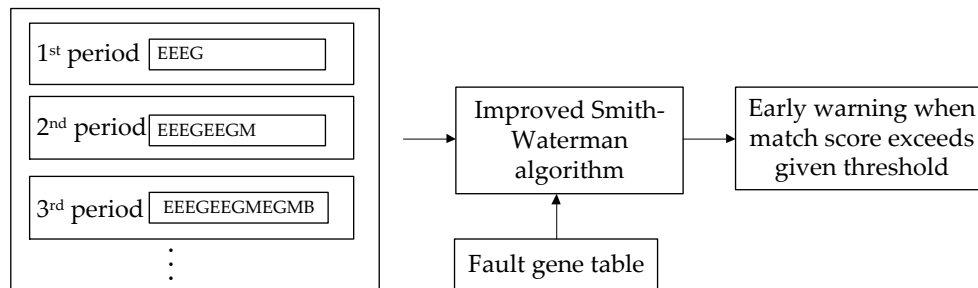 1st period EEEG
2nd period EEEGEEGM
3rd period EEEGEEGMEGMB
Improved Smith-
Waterman
algorithm
Fault gene table
Early warning when
match score exceeds
given threshold